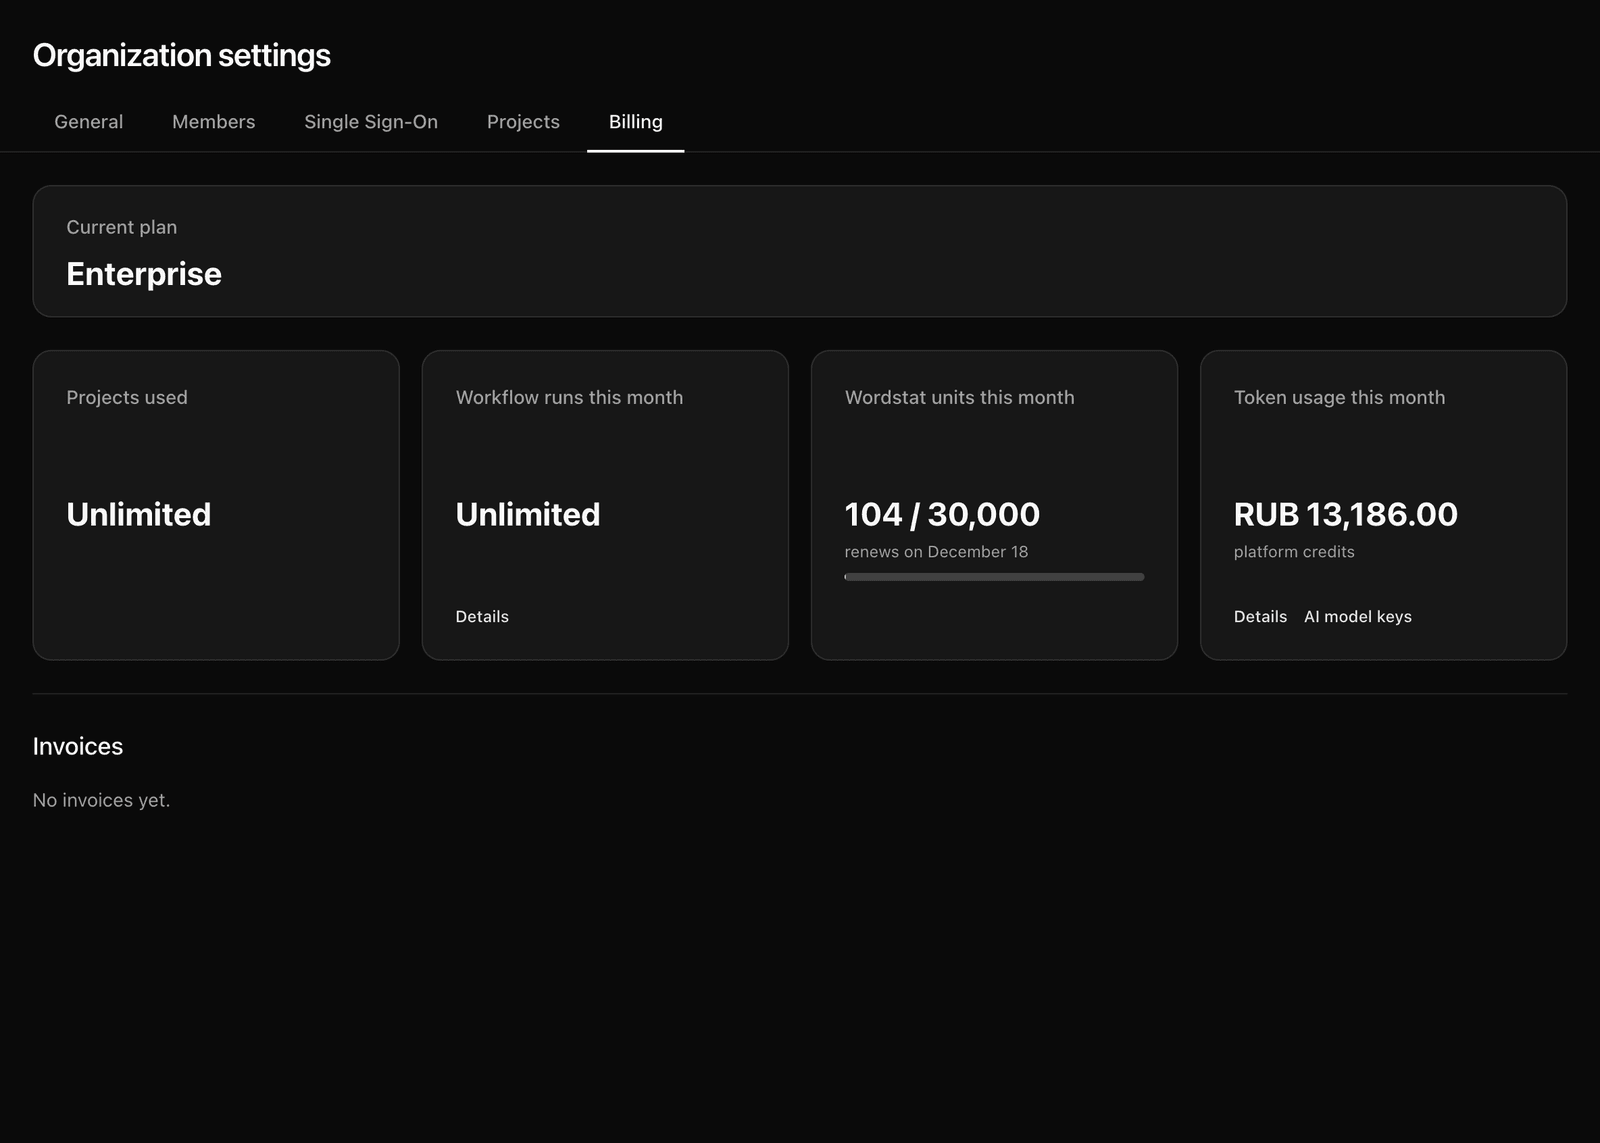 Organization settings
General
Members
Single Sign-On
Projects
Billing
Current plan
Enterprise
Projects used
Unlimited
Workflow runs this month
Unlimited
Details
Wordstat units this month
104 / 30,000
renews on December 18
Token usage this month
RUB 13,186.00
platform credits
Details AI model keys
Invoices
No invoices yet.